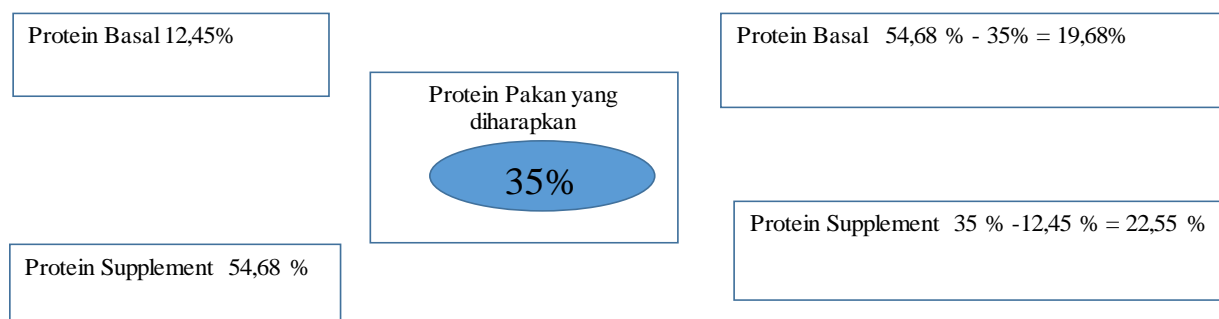 Protein Basal 12,45%
Protein Basal 54,68 % - 35% = 19,68%
Protein Pakan yang
diharapkan
35%
Protein Supplement 35 % -12,45 % = 22,55 %
Protein Supplement 54,68 %